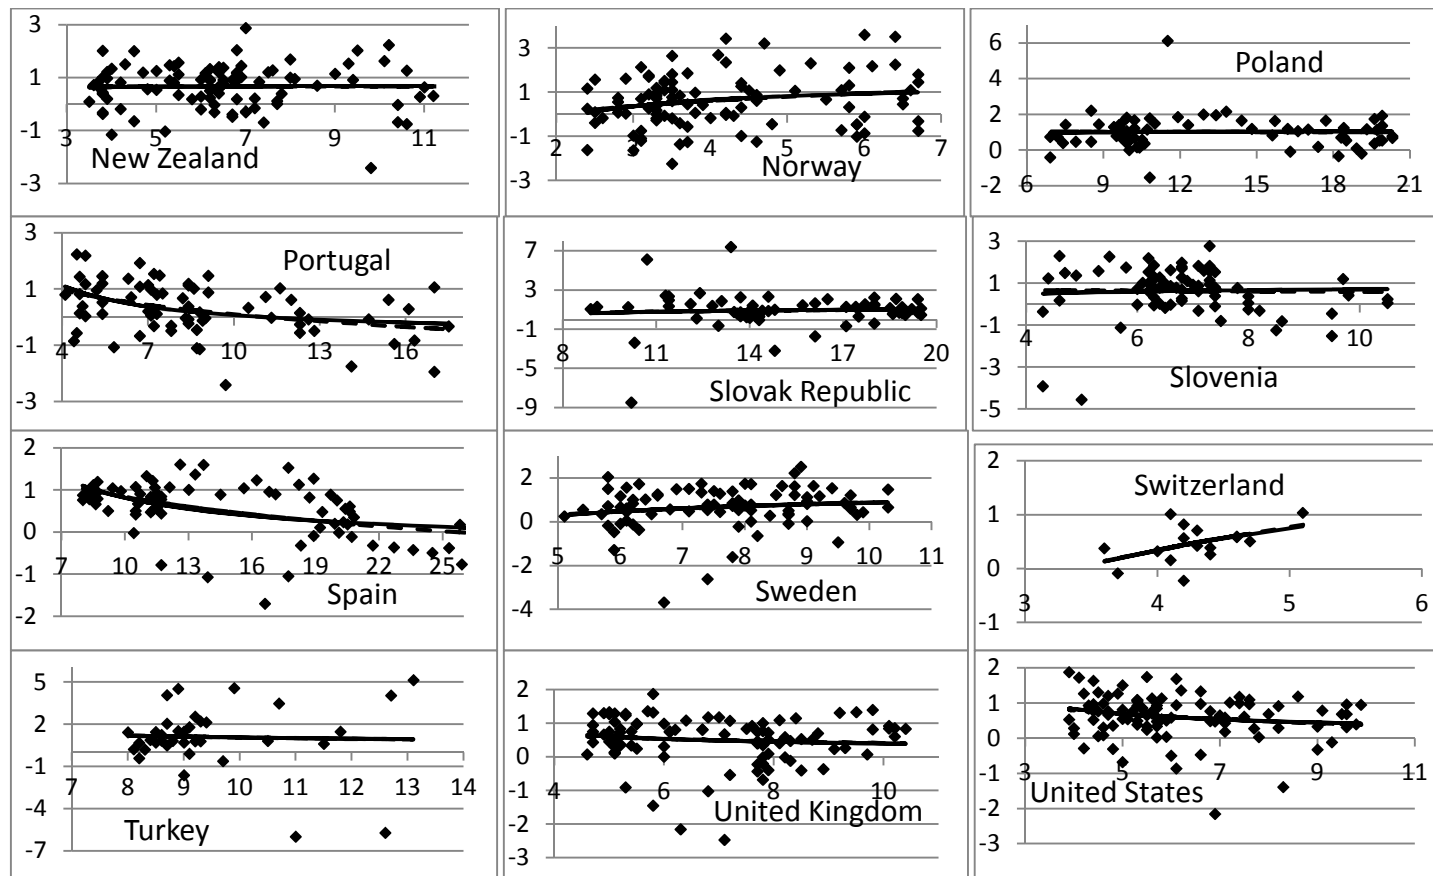 3
1
-1
-3
3 5 7 9 11
New Zealand
3
1
-1
-3
2 3 4 5 6 7
Norway
6
4
2
0
-2
6 9 12 15 18 21
Poland
3
1
-1
-3
4 7 10 13 16
Portugal
7
3
-1
-5
-9
8 11 14 17 20
Slovak Republic
3
1
-1
-3
-5
4 6 8 10
Slovenia
2
1
0
-1
-2
7 10 13 16 19 22 25
Spain
2
0
-2
-4
5 6 7 8 9 10 11
Sweden
2
1
0
-1
3 4 5 6
Switzerland
5
2
-1
-4
-7
7 8 9 10 11 12 13 14
Turkey
2
1
0
-1
-2
-3
4 6 8 10
United Kingdom
2
1
0
-1
-2
-3
3 5 7 9 11
United States